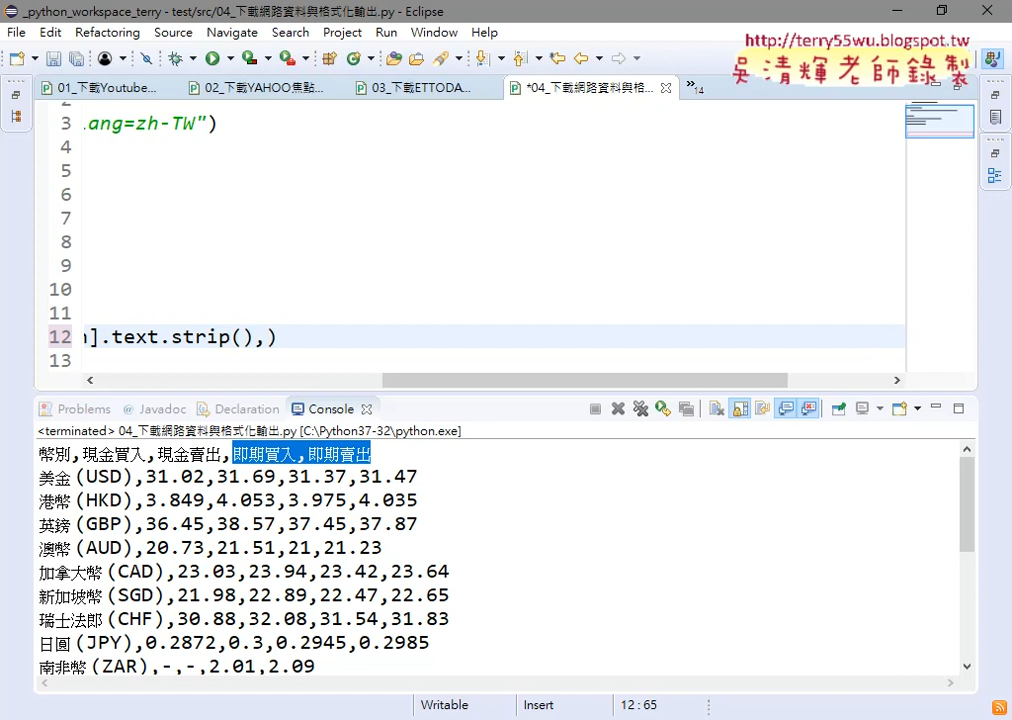 _python_workspace_terry - test/src/04_下載網路資料與格式化輸出.py - Eclipse
File Edit Refactoring Source Navigate Search Project Run Window Help
http://terry55wu.blogspot.tw
吳清輝老師錄製
01_下載Youtube... 02_下載YAHOO焦點... 03_下載ETTODA... *04_下載網路資料與格... »14
2
3 ang=zh-TW")
4
5
6
7
8
9
10
11
12 ].text.strip(),)
13
Problems Javadoc Declaration Console
<terminated> 04_下載網路資料與格式化輸出.py [C:\Python37-32\python.exe]
幣別,現金買入,現金賣出,即期買入,即期賣出
美金(USD),31.02,31.69,31.37,31.47
港幣(HKD),3.849,4.053,3.975,4.035
英鎊(GBP),36.45,38.57,37.45,37.87
澳幣(AUD),20.73,21.51,21,21.23
加拿大幣(CAD),23.03,23.94,23.42,23.64
新加坡幣(SGD),21.98,22.89,22.47,22.65
瑞士法郎(CHF),30.88,32.08,31.54,31.83
日圓(JPY),0.2872,0.3,0.2945,0.2985
南非幣(ZAR),-,-,2.01,2.09
Writable Insert 12:65